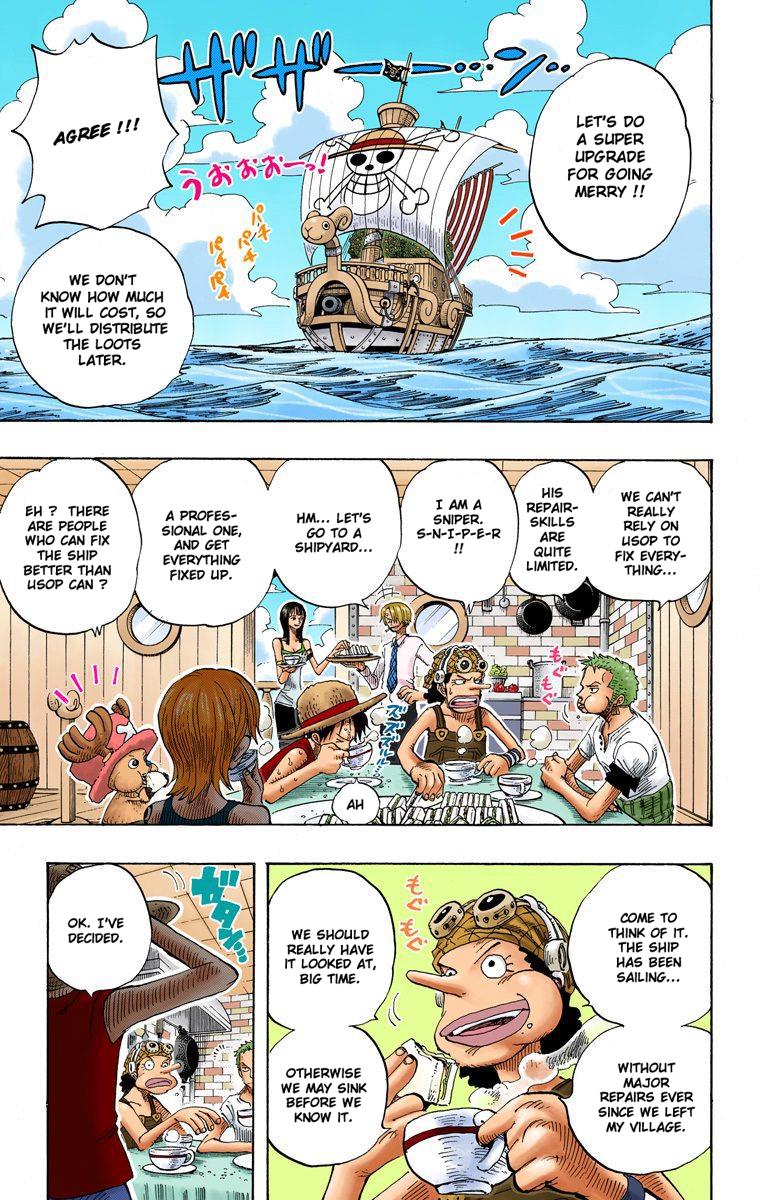 LET'S DO
A SUPER
UPGRADE
FOR GOING
MERRY !!
ザザーー…ン…
AGREE !!!
うおおおーっ!
パチ
パチ
パチ
パチ
WE DON'T
KNOW HOW MUCH
IT WILL COST, SO
WE'LL DISTRIBUTE
THE LOOTS
LATER.
WE CAN'T
REALLY
RELY ON
USOP TO
FIX EVERY-
THING...
HIS
REPAIR-
SKILLS
ARE
QUITE
LIMITED.
I AM A
SNIPER.
S-N-I-P-E-R
!!
HM... LET'S
GO TO A
SHIPYARD...
A PROFES-
SIONAL ONE,
AND GET
EVERYTHING
FIXED UP.
EH ? THERE
ARE PEOPLE
WHO CAN FIX
THE SHIP
BETTER THAN
USOP CAN ?
もぐ
もぐ
ズズズ
AH
COME TO
THINK OF IT.
THE SHIP
HAS BEEN
SAILING...
WITHOUT
MAJOR
REPAIRS EVER
SINCE WE LEFT
MY VILLAGE.
もぐ
もぐ
WE SHOULD
REALLY HAVE
IT LOOKED AT,
BIG TIME.
OTHERWISE
WE MAY SINK
BEFORE WE
KNOW IT.
ガタン…
OK. I'VE
DECIDED.